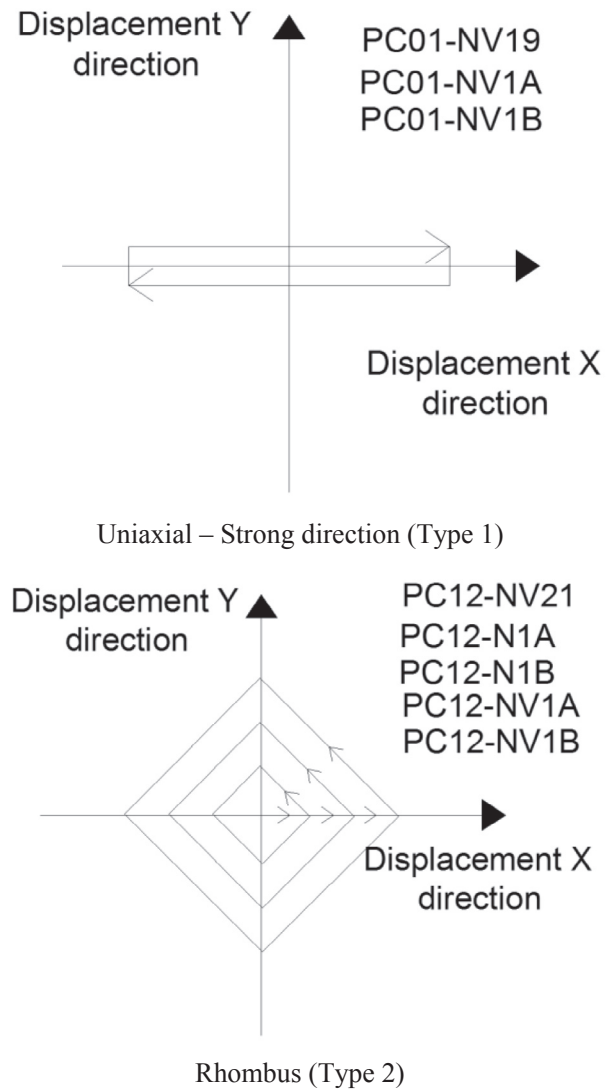 Displacement Y
direction
PC01-NV19
PC01-NV1A
PC01-NV1B
Displacement X
direction
Uniaxial – Strong direction (Type 1)
Displacement Y
direction
PC12-NV21
PC12-N1A
PC12-N1B
PC12-NV1A
PC12-NV1B
Displacement X
direction
Rhombus (Type 2)